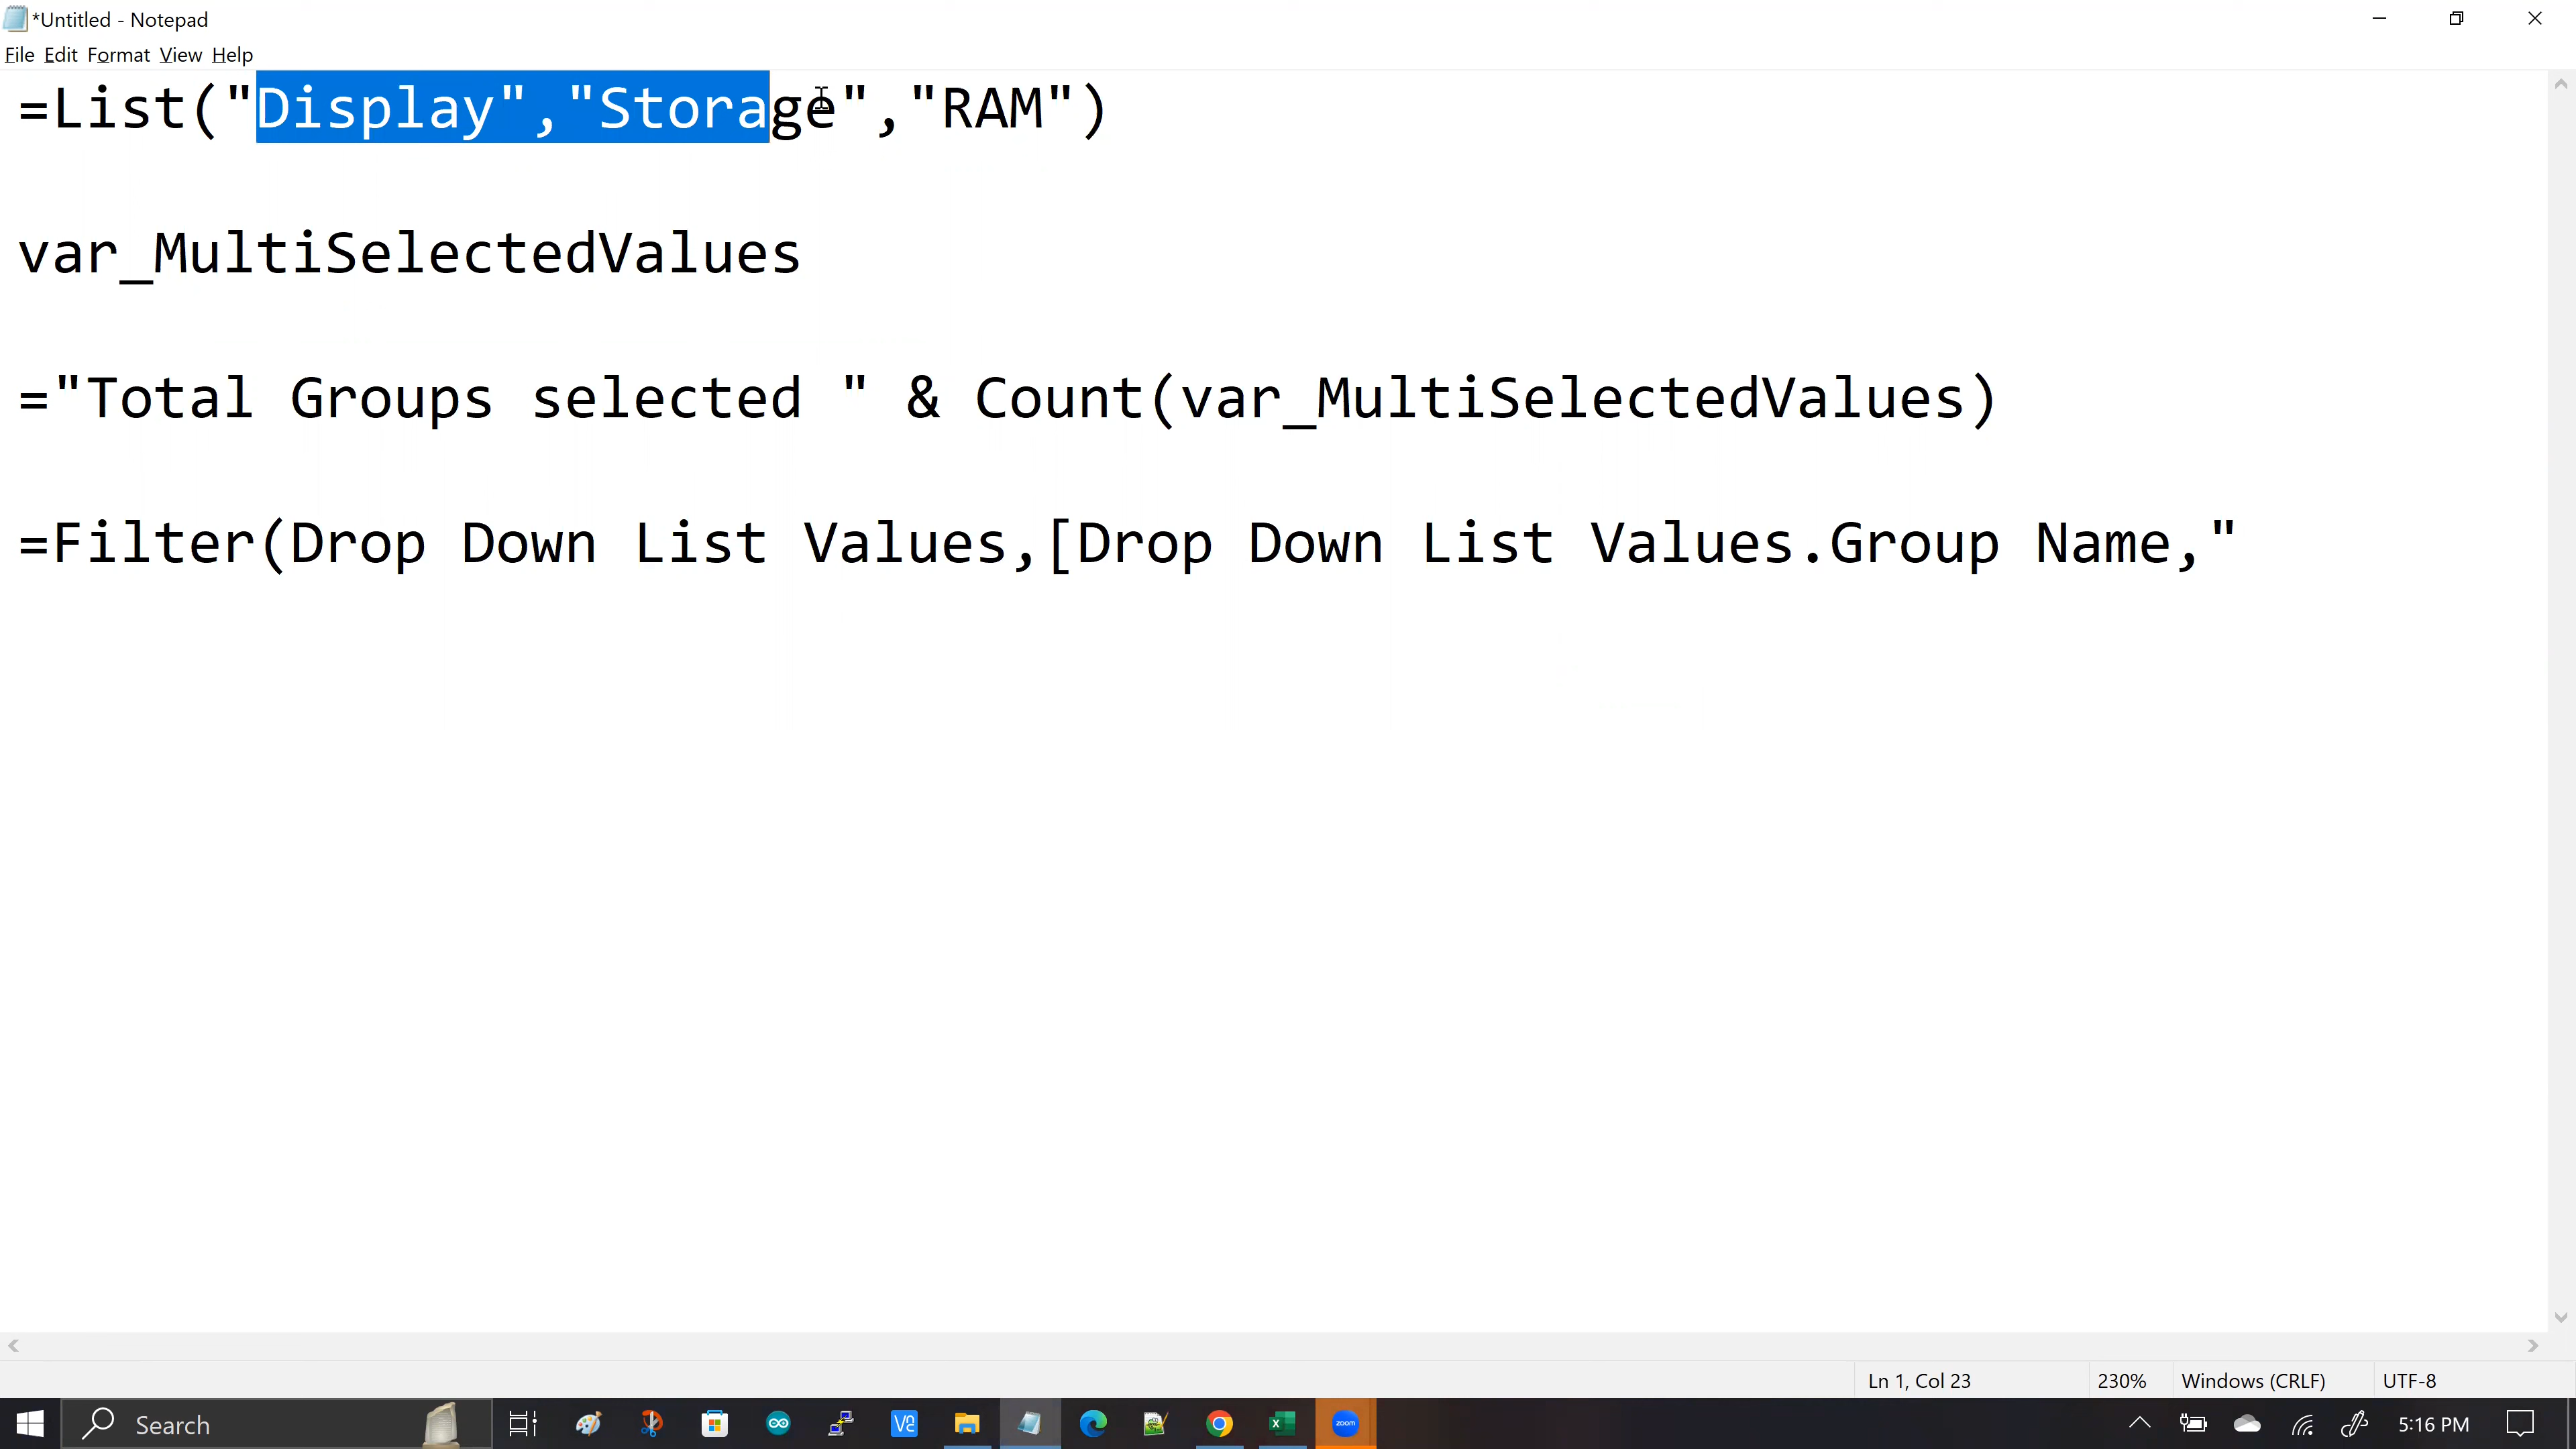 *Untitled - Notepad
File Edit Format View Help
=List("Display","Storage","RAM")
var_MultiSelectedValues
="Total Groups selected " & Count(var_MultiSelectedValues)
=Filter(Drop Down List Values,[Drop Down List Values.Group Name,"
Ln 1, Col 23
230%
Windows (CRLF)
UTF-8
Search
zoom
5:16 PM